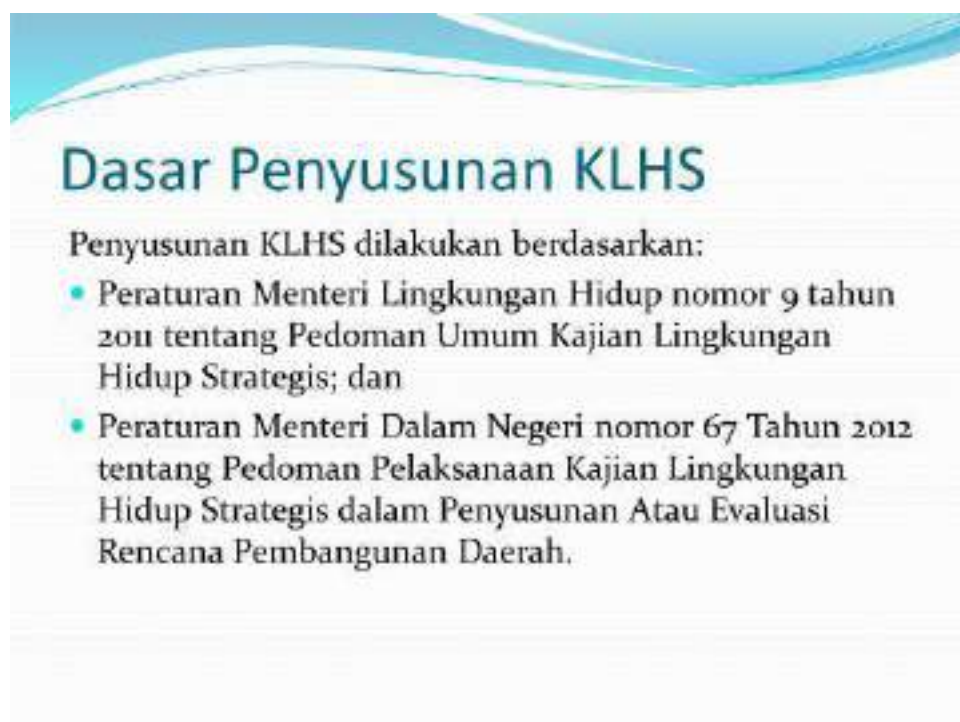 Dasar Penyusunan KLHS
Penyusunan KLHS dilakukan berdasarkan:
• Peraturan Menteri Lingkungan Hidup nomor 9 tahun
2011 tentang Pedoman Umum Kajian Lingkungan
Hidup Strategis; dan
• Peraturan Menteri Dalam Negeri nomor 67 Tahun 2012
tentang Pedoman Pelaksanaan Kajian Lingkungan
Hidup Strategis dalam Penyusunan Atau Evaluasi
Rencana Pembangunan Daerah.